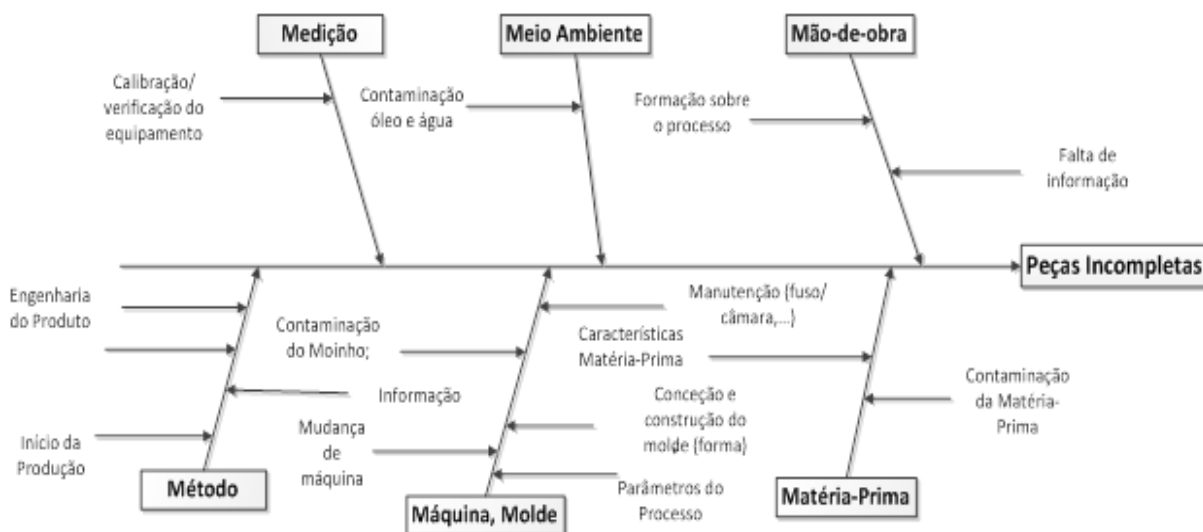 Medição
Meio Ambiente
Mão-de-obra
Calibração/
verificação do
equipamento
Contaminação
óleo e água
Formação sobre
o processo
Falta de
informação
Peças Incompletas
Engenharia
do Produto
Contaminação
do Moinho;
Informação
Início da
Produção
Mudança
de
máquina
Manutenção (fuso/
câmara,...)
Características
Matéria-Prima
Conceção e
construção do
molde (forma)
Parâmetros do
Processo
Contaminação
da Matéria-
Prima
Método
Máquina, Molde
Matéria-Prima